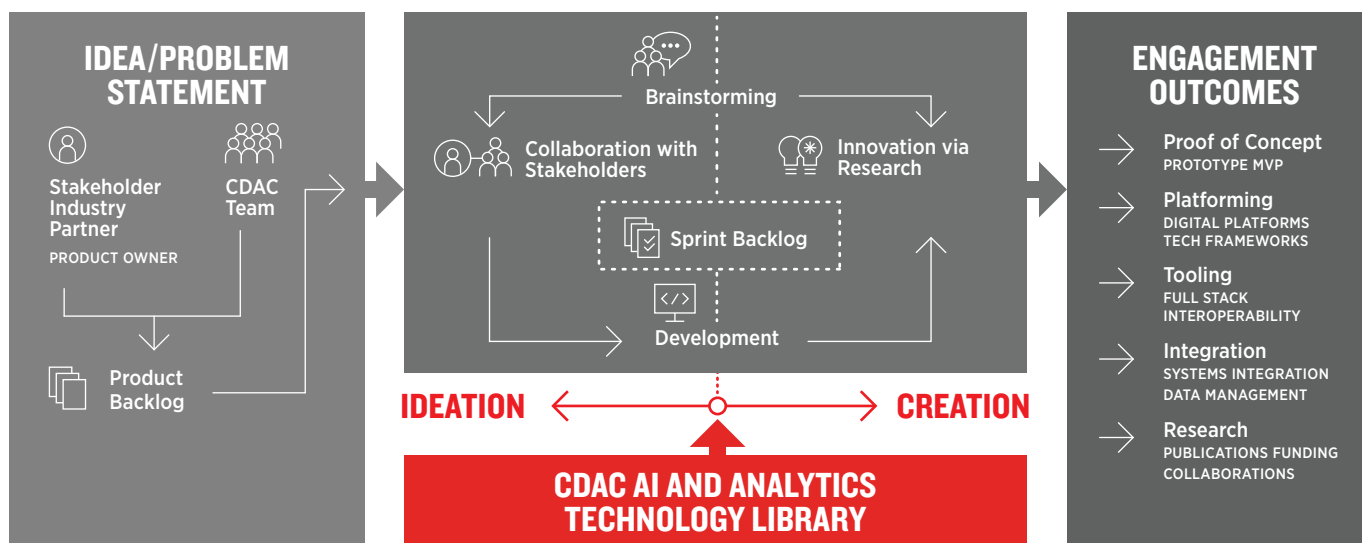 IDEA/PROBLEM
STATEMENT
Stakeholder
Industry
Partner
PRODUCT OWNER
CDAC
Team
Product
Backlog
Brainstorming
Collaboration with
Stakeholders
Innovation via
Research
Sprint Backlog
</>
Development
IDEATION
CREATION
CDAC AI AND ANALYTICS
TECHNOLOGY LIBRARY
ENGAGEMENT
OUTCOMES
Proof of Concept
PROTOTYPE MVP
Platforming
DIGITAL PLATFORMS
TECH FRAMEWORKS
Tooling
FULL STACK
INTEROPERABILITY
Integration
SYSTEMS INTEGRATION
DATA MANAGEMENT
Research
PUBLICATIONS FUNDING
COLLABORATIONS